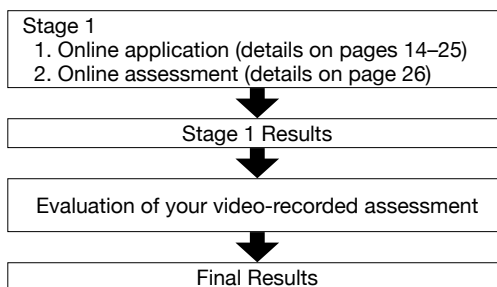 Stage 1
1. Online application (details on pages 14–25)
2. Online assessment (details on page 26)
Stage 1 Results
Evaluation of your video-recorded assessment
Final Results